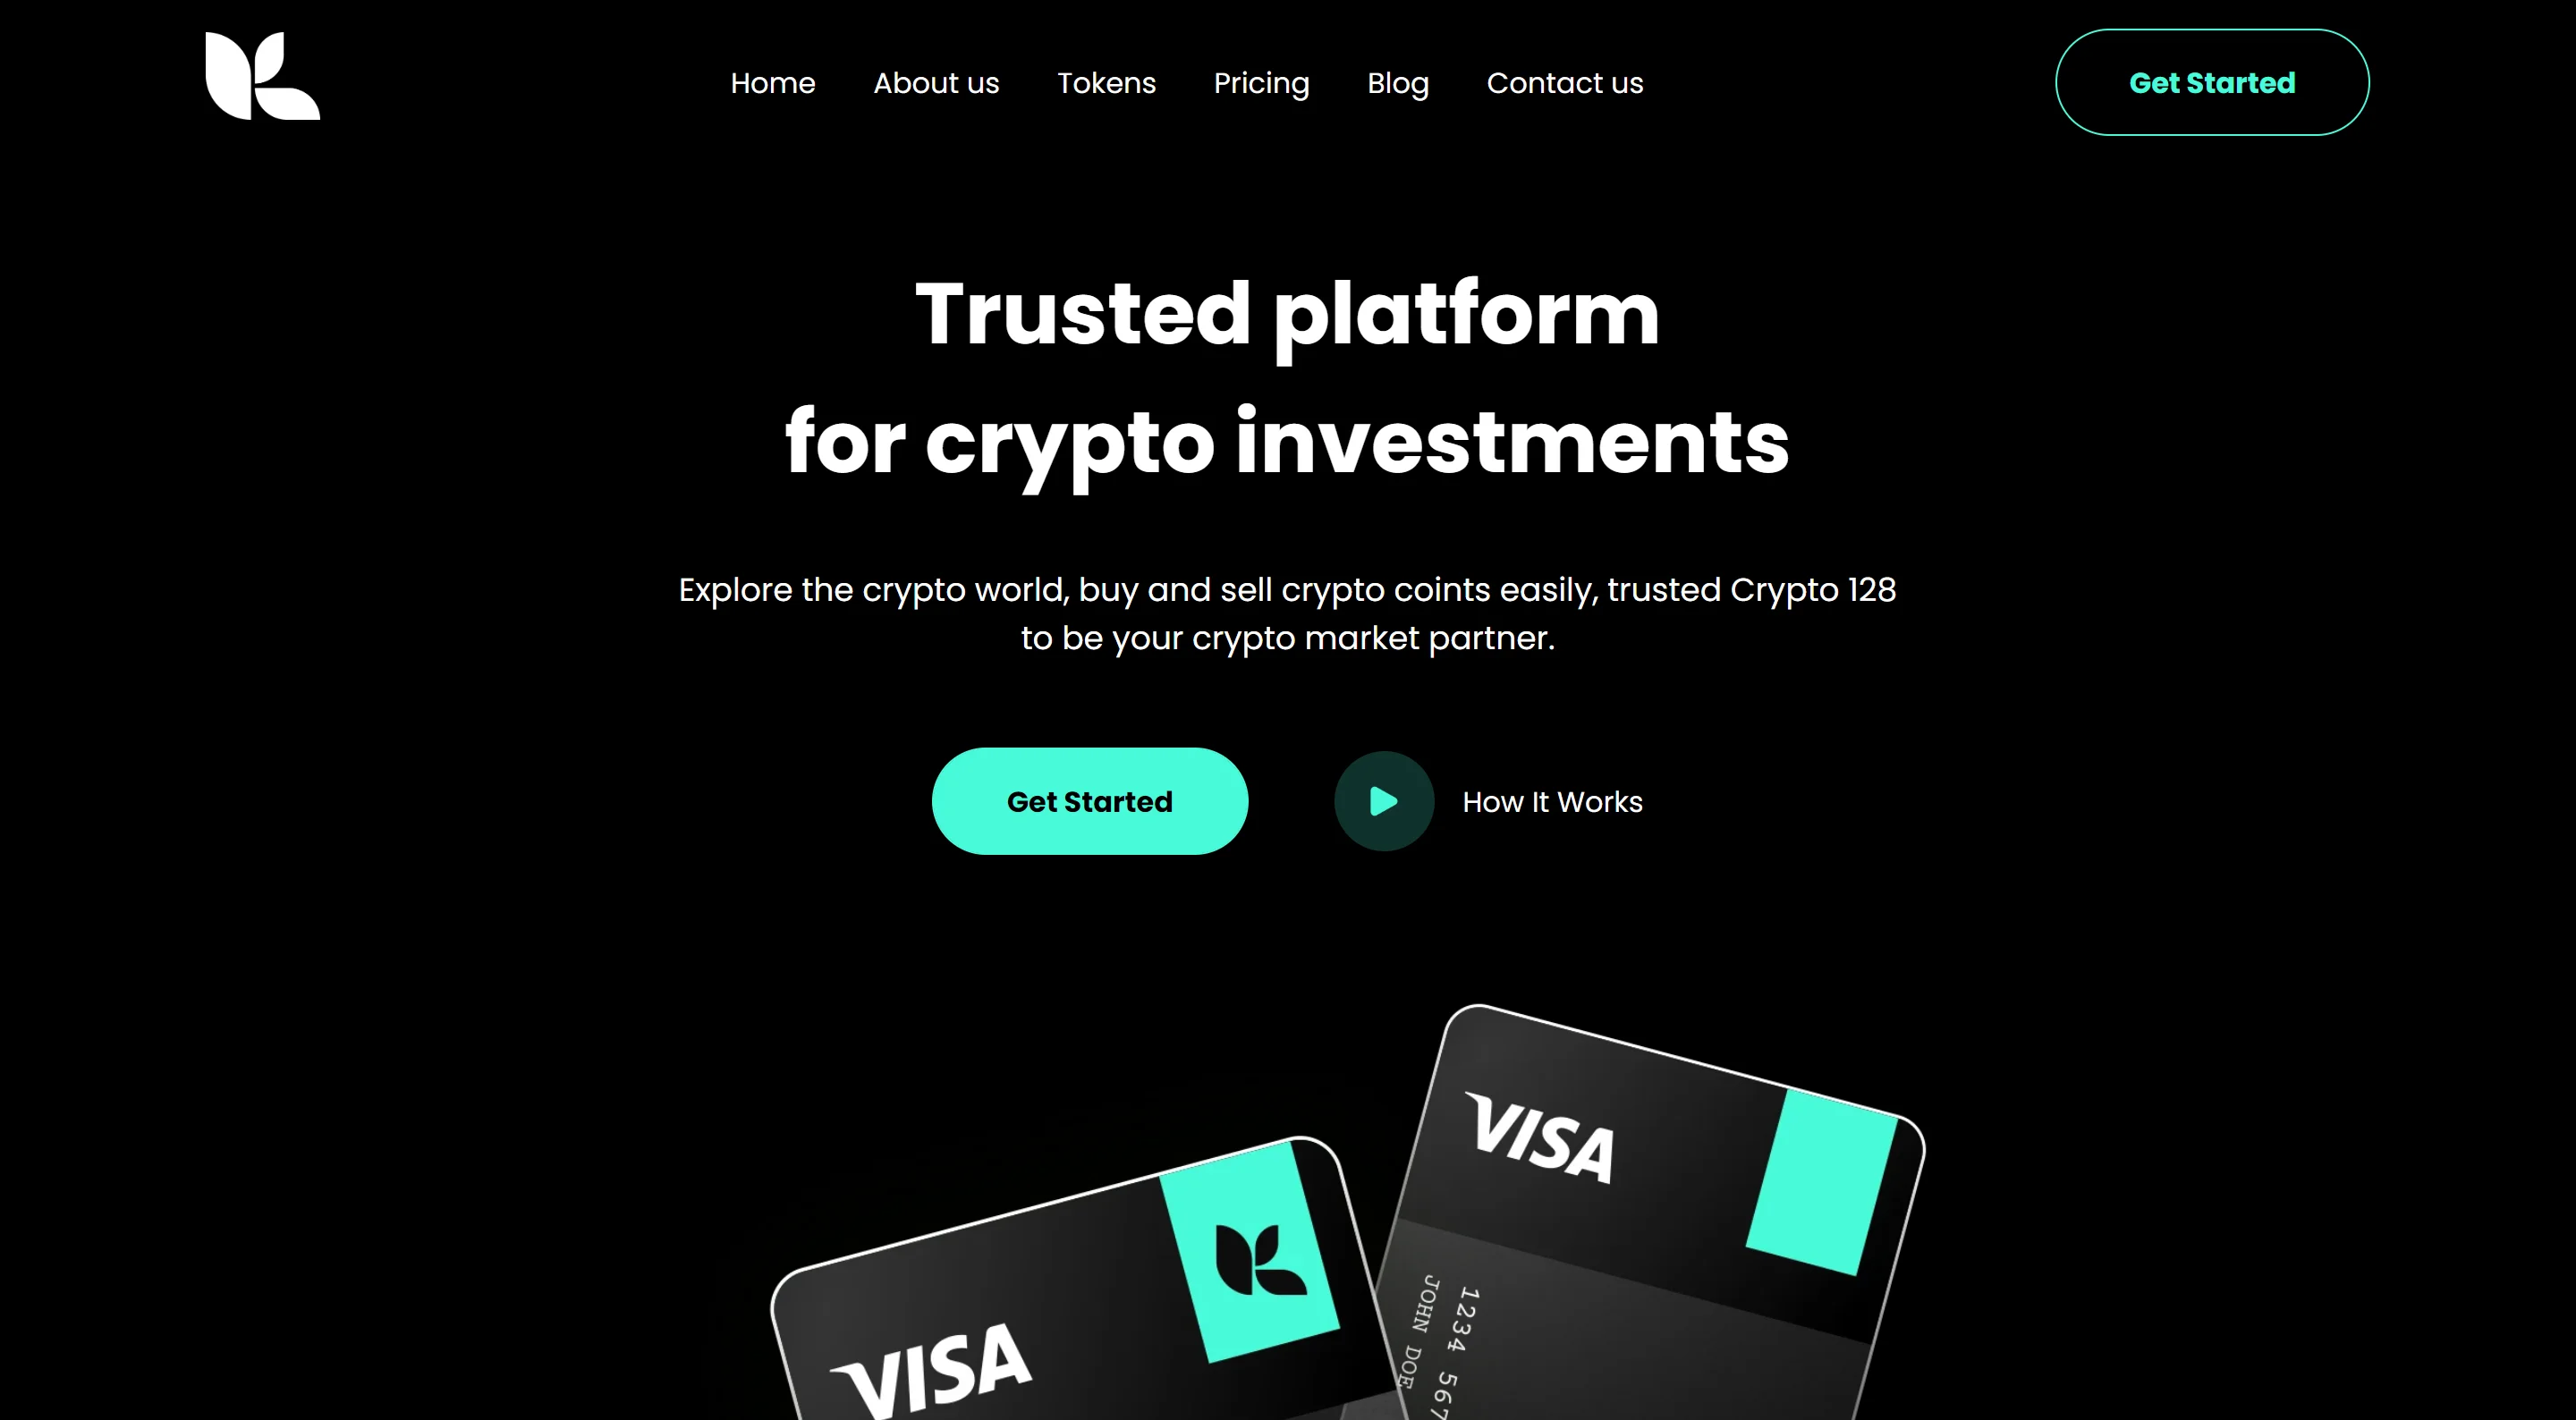 Home
About us
Tokens
Pricing
Blog
Contact us
Get Started
Trusted platform
for crypto investments
Explore the crypto world, buy and sell crypto coints easily, trusted Crypto 128
to be your crypto market partner.
Get Started
How It Works
VISA
1234 567
JOHN DOE
VISA